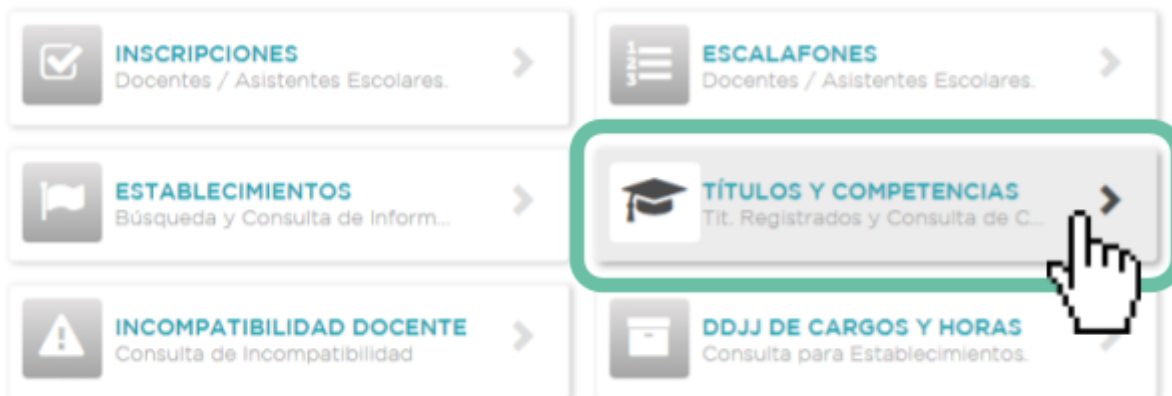 INSCRIPCIONES
Docentes / Asistentes Escolares.
ESCALAFONES
Docentes / Asistentes Escolares.
ESTABLECIMIENTOS
Búsqueda y Consulta de Inform...
TÍTULOS Y COMPETENCIAS
Tit. Registrados y Consulta de C...
INCOMPATIBILIDAD DOCENTE
Consulta de Incompatibilidad
DDJJ DE CARGOS Y HORAS
Consulta para Establecimientos.